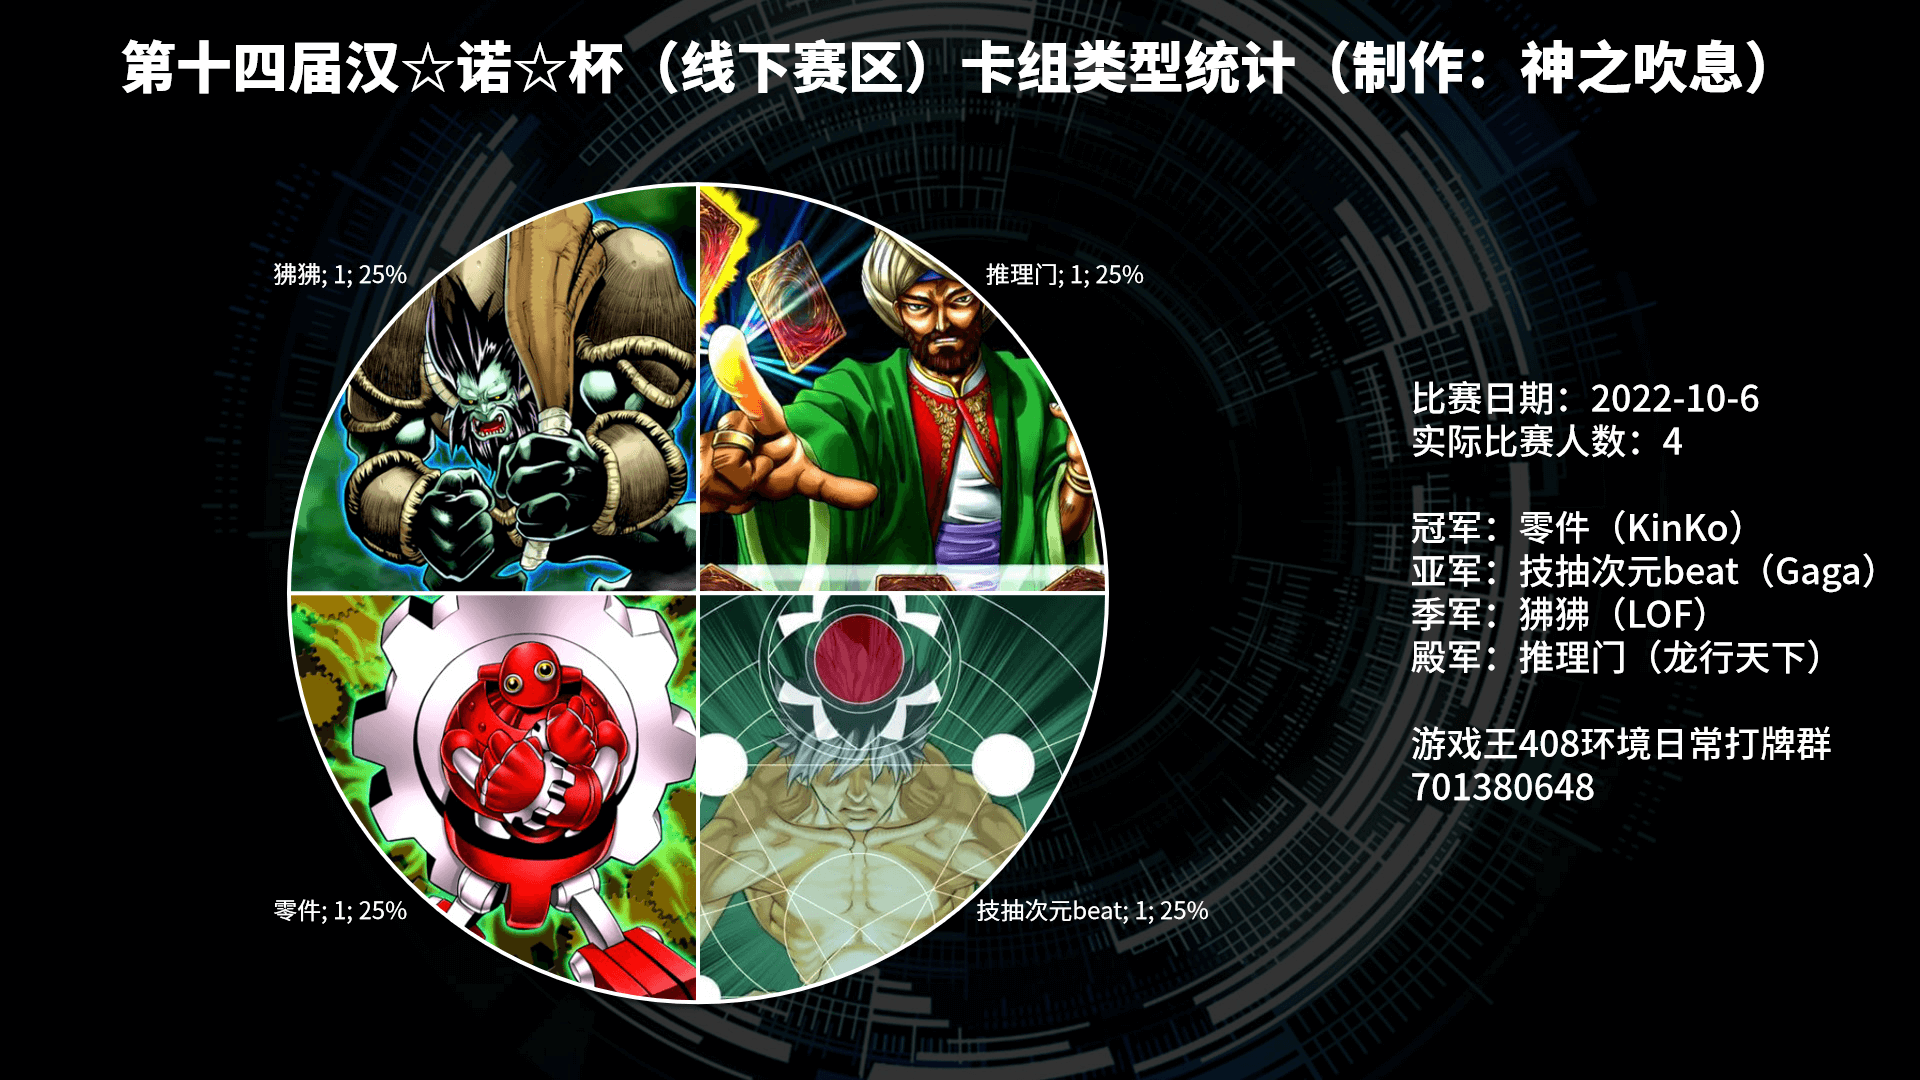 第十四届汉☆诺☆杯（线下赛区）卡组类型统计（制作：神之吹息）
狒狒; 1; 25%
推理门; 1; 25%
零件; 1; 25%
技抽次元beat; 1; 25%
比赛日期：2022-10-6
实际比赛人数：4
冠军：零件（KinKo）
亚军：技抽次元beat（Gaga）
季军：狒狒（LOF）
殿军：推理门（龙行天下）
游戏王408环境日常打牌群
701380648